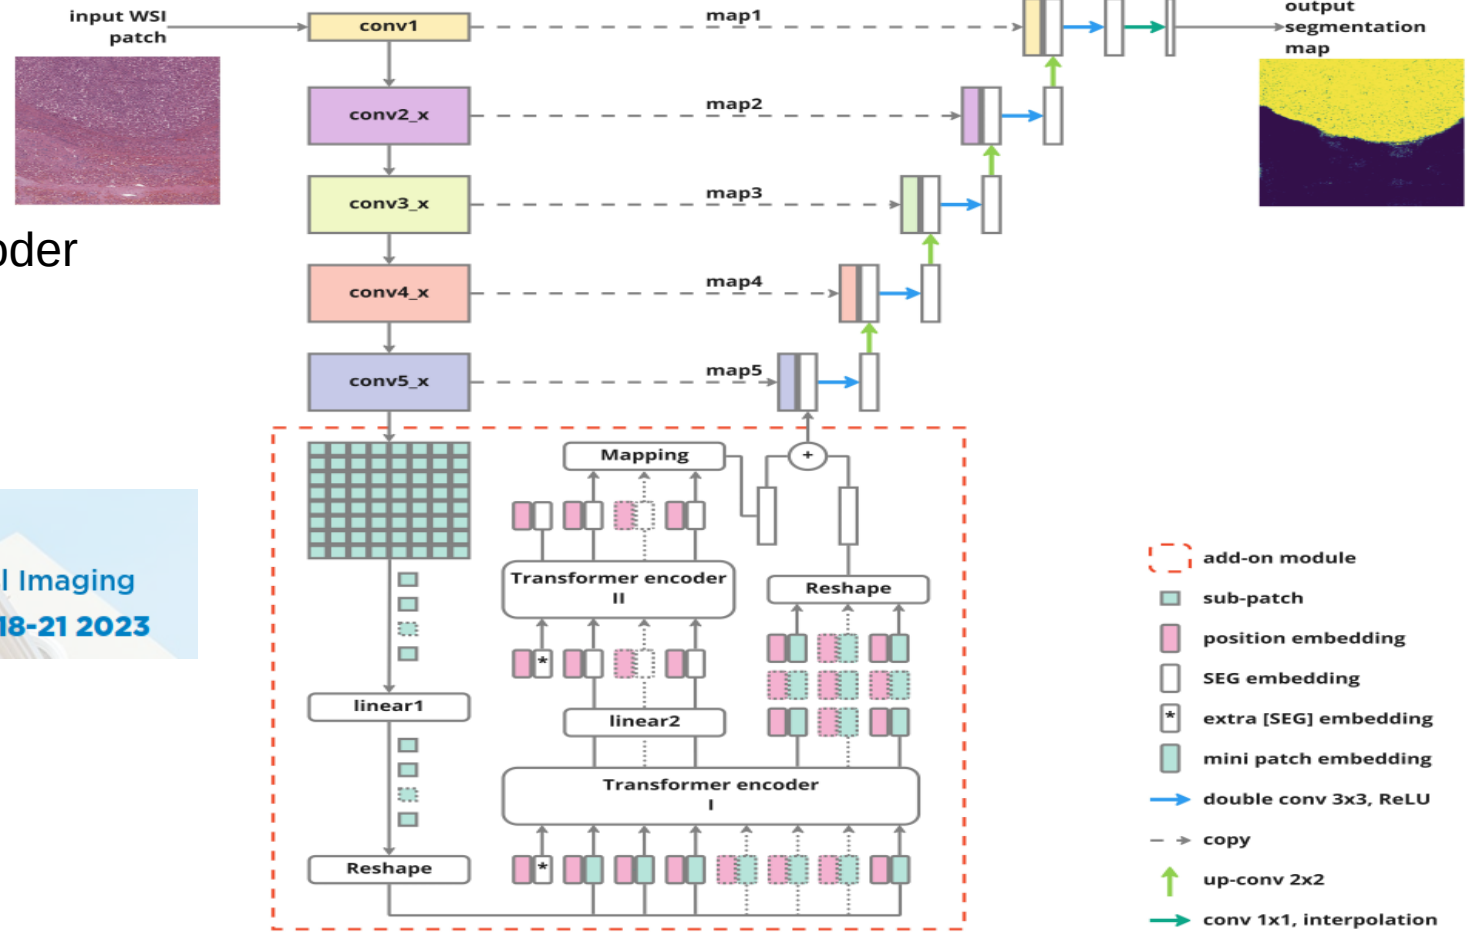 input WSI
patch
conv1
map1
output
segmentation
map
conv2_x
map2
conv3_x
map3
oder
conv4_x
map4
conv5_x
map5
Mapping
+
l Imaging
18-21 2023
Transformer encoder
II
Reshape
*
linear1
linear2
Transformer encoder
I
Reshape
*
add-on module
sub-patch
position embedding
SEG embedding
* extra [SEG] embedding
mini patch embedding
double conv 3x3, ReLU
copy
up-conv 2x2
conv 1x1, interpolation